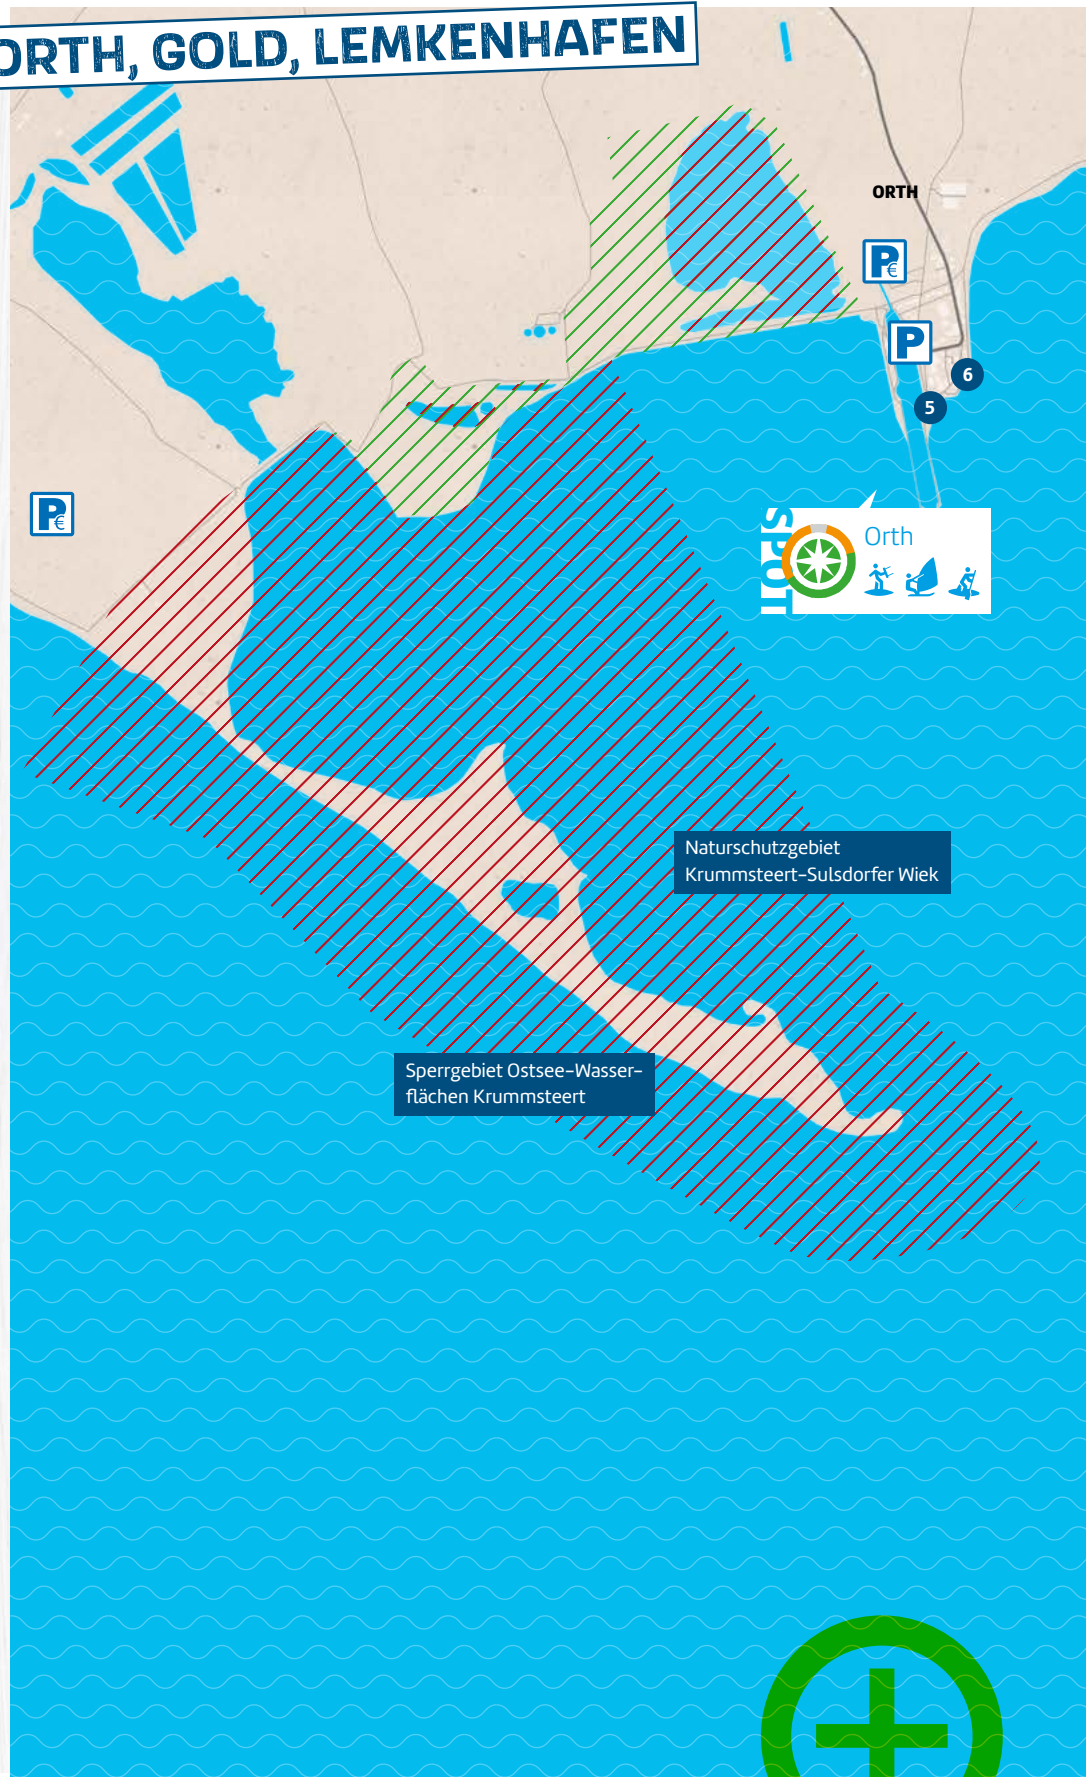 ORTH, GOLD, LEMKENHAFEN
ORTH
P€
P
6
5
P€
SPOT
Orth
Naturschutzgebiet
Krummsteert-Sulsdorfer Wiek
Sperrgebiet Ostsee-Wasser-
flächen Krummsteert